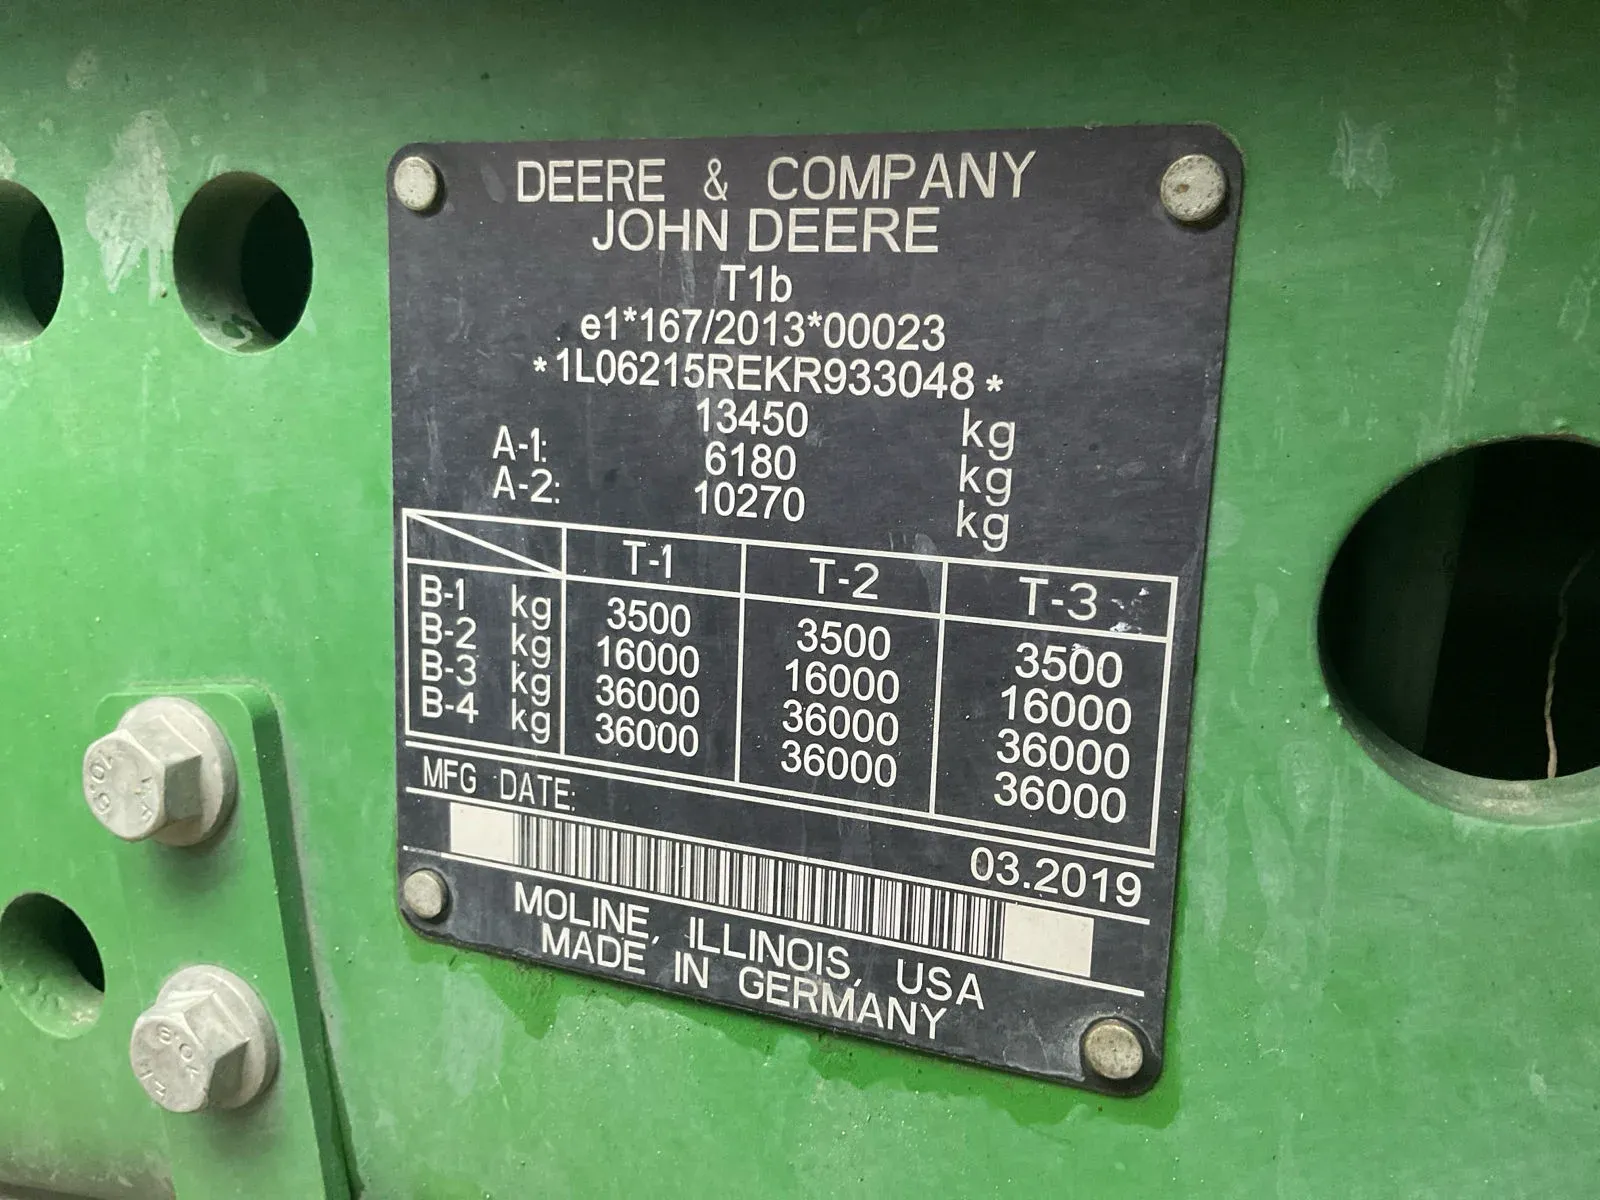 DEERE & COMPANY
JOHN DEERE
T1b
e1*167/2013*00023
*1L06215REKR933048*
13450 kg
A-1: 6180 kg
A-2: 10270 kg
T-1 T-2 T-3
B-1 kg 3500 3500 3500
B-2 kg 16000 16000 16000
B-3 kg 36000 36000 36000
B-4 kg 36000 36000 36000
MFG DATE: 03.2019
MOLINE, ILLINOIS, USA
MADE IN GERMANY